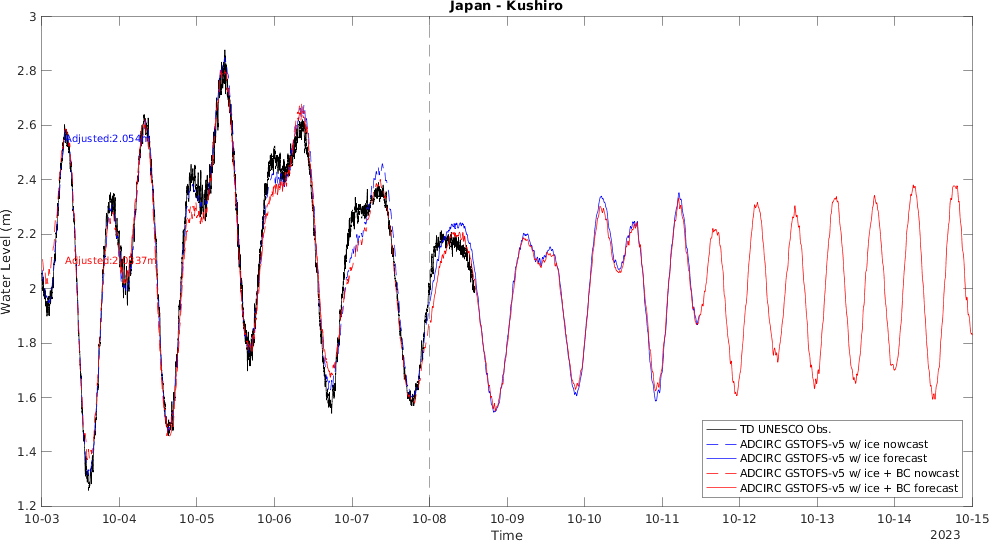 Japan - Kushiro
3
2.8
2.6
2.4
2.2
2
1.8
1.6
1.4
1.2
Water Level (m)
Adjusted:2.054m
TD UNESCO Obs.
ADCIRC GSTOFS-v5 w/ ice nowcast
ADCIRC GSTOFS-v5 w/ ice forecast
ADCIRC GSTOFS-v5 w/ ice + BC nowcast
ADCIRC GSTOFS-v5 w/ ice + BC forecast
10-03 10-04 10-05 10-06 10-07 10-08 10-09 10-10 10-11 10-12 10-13 10-14 10-15
Time
2023